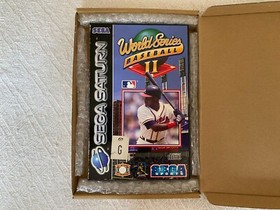 SEGA
World Series
BASEBALL
II
SEGA SATURN
G
SEGA